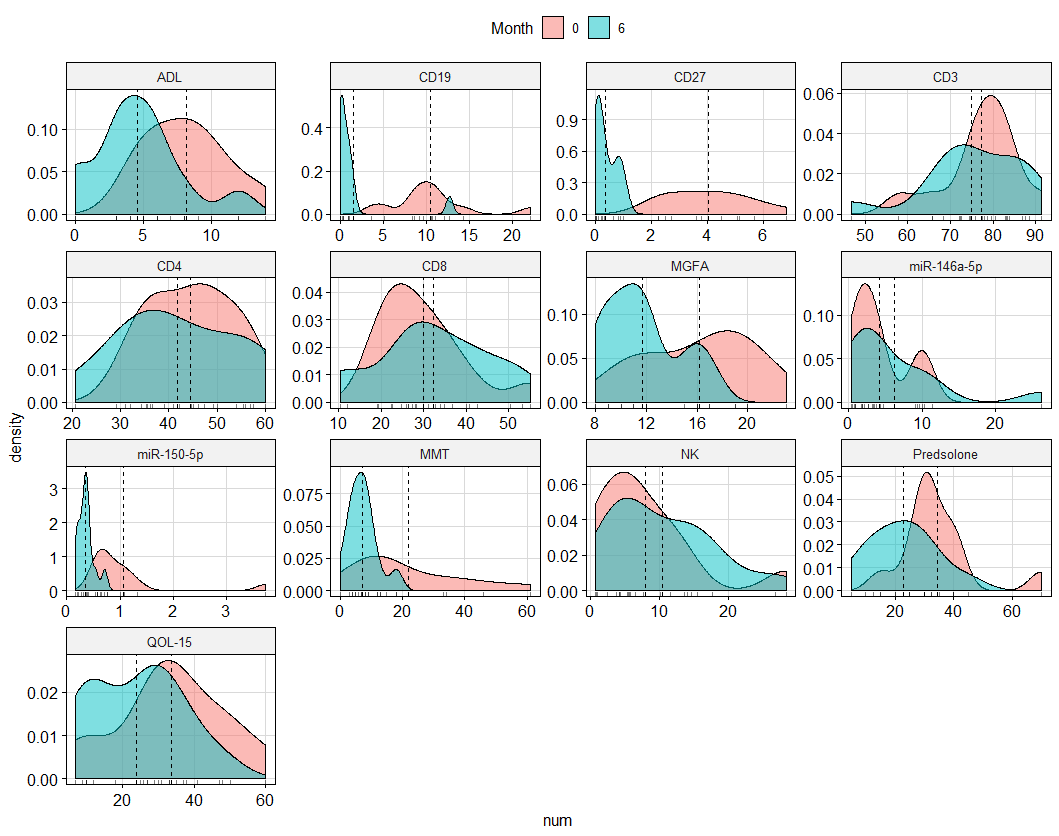 Month 0 6
ADL CD19 CD27 CD3
0.00 0.05 0.10
0.0 0.2 0.4
0.0 0.3 0.6 0.9
0.00 0.02 0.04 0.06
0 5 10
0 5 10 15 20
0 2 4 6
50 60 70 80 90
CD4 CD8 MGFA miR-146a-5p
0.00 0.01 0.02 0.03
0.00 0.01 0.02 0.03 0.04
0.00 0.05 0.10
0.00 0.05 0.10
20 30 40 50 60
10 20 30 40 50
8 12 16 20
0 10 20
miR-150-5p MMT NK Predsolone
0 1 2 3
0.000 0.025 0.050 0.075
0.00 0.02 0.04 0.06
0.00 0.01 0.02 0.03 0.04 0.05
0 1 2 3
0 20 40 60
0 10 20
20 40 60
QOL-15
0.00 0.01 0.02
20 40 60
density
num